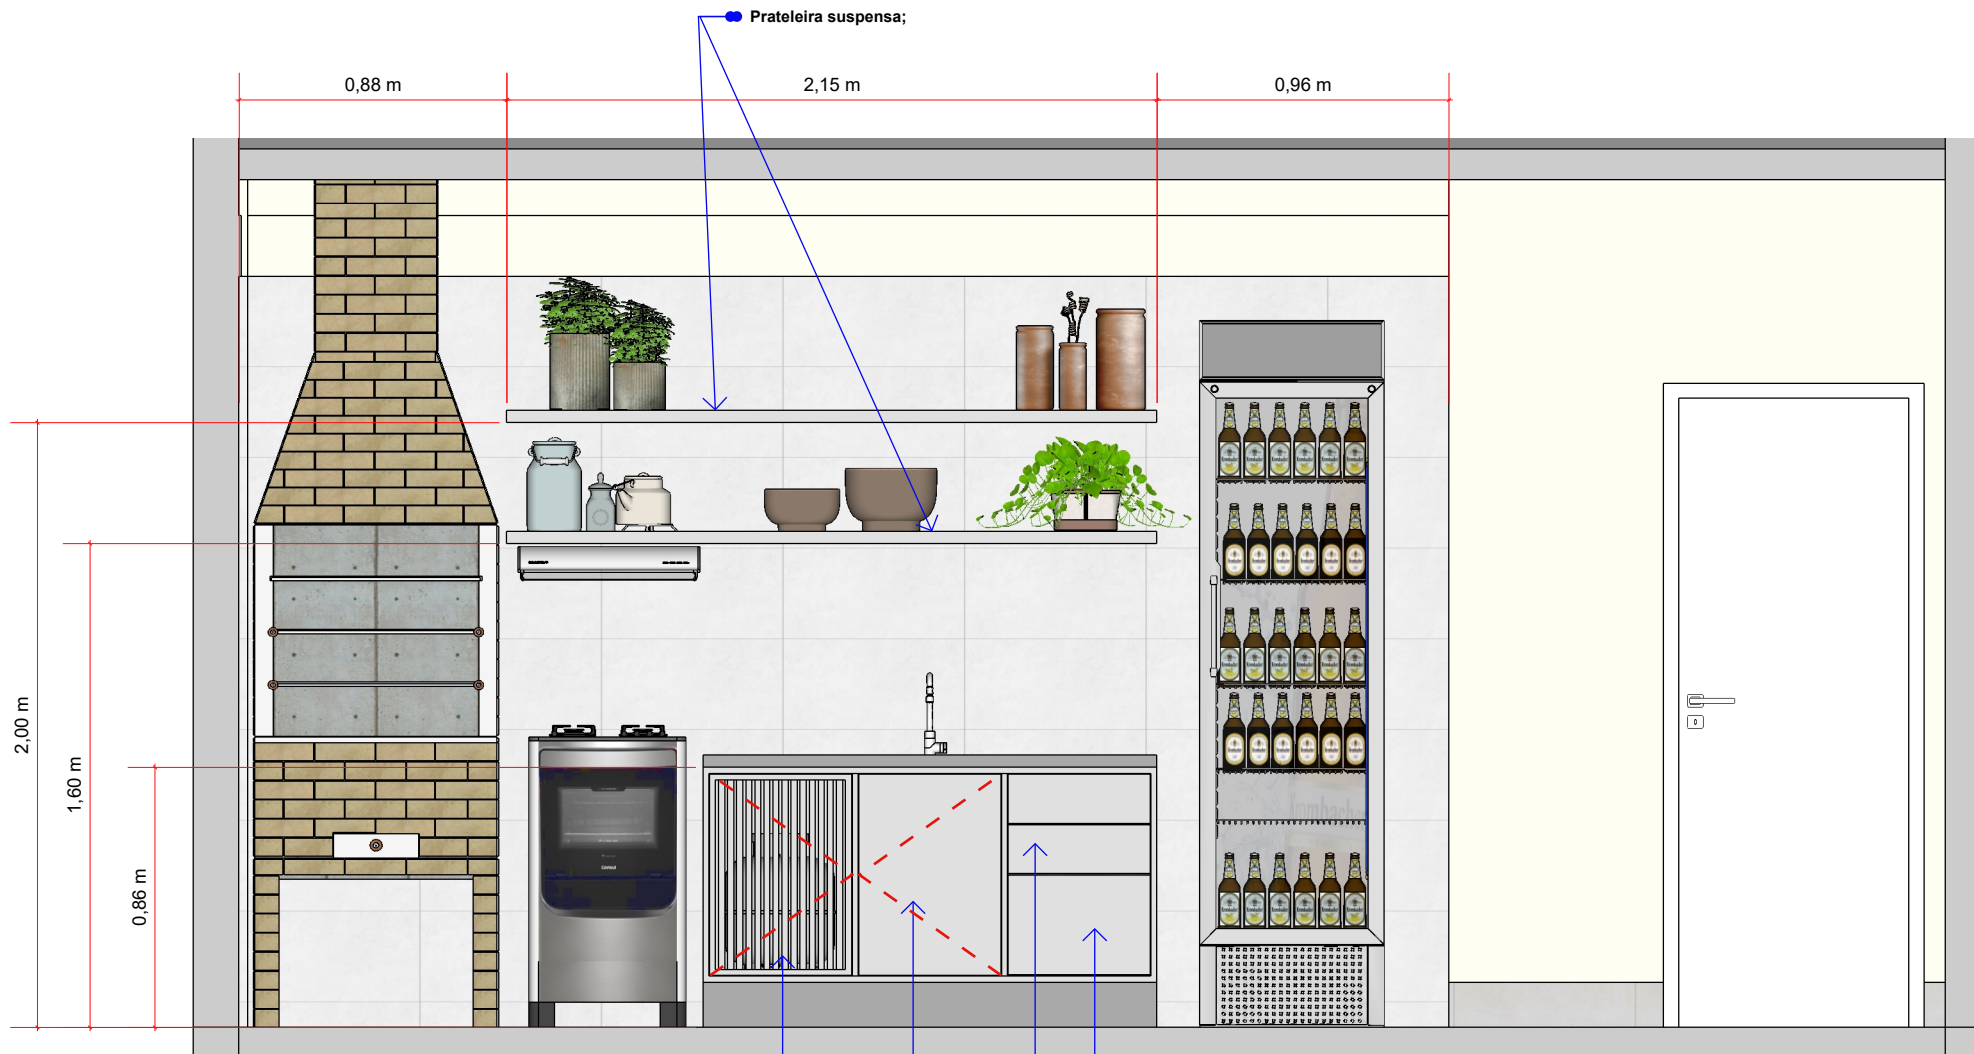 Prateleira suspensa;
0,88 m
2,15 m
0,96 m
2,00 m
1,60 m
0,86 m